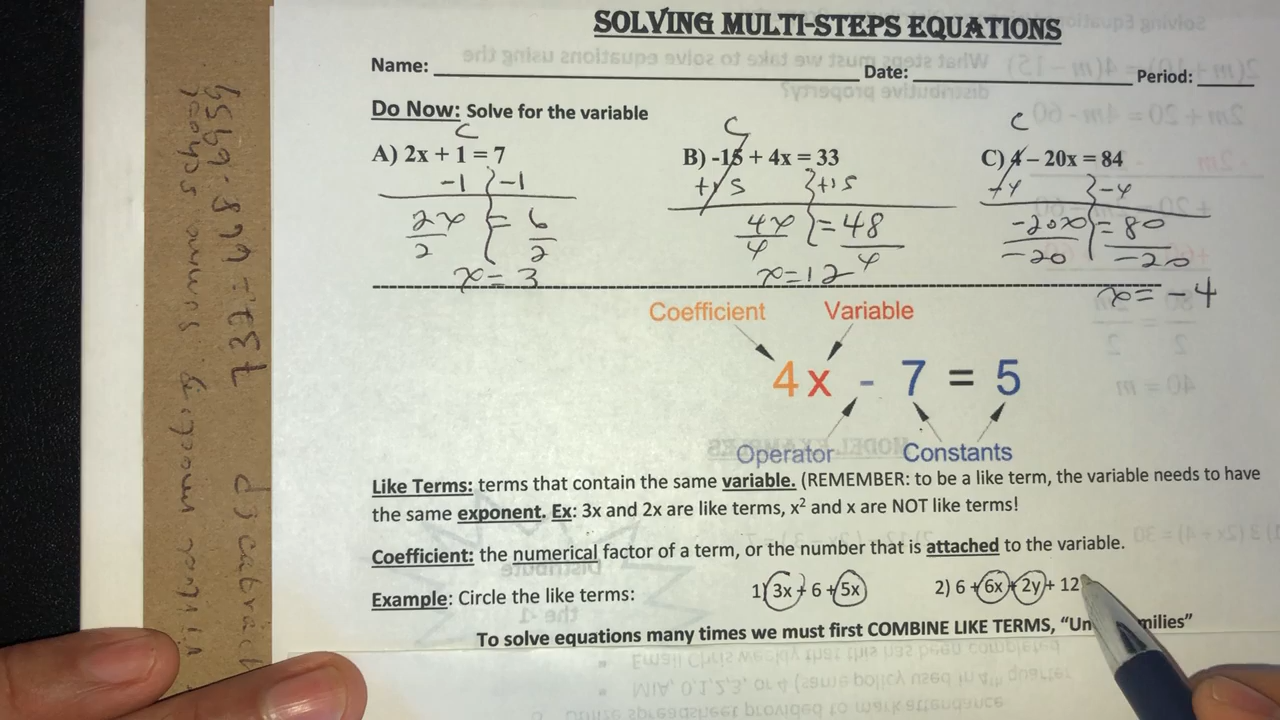 SOLVING MULTI-STEPS EQUATIONS
Name: Date: Period:
Do Now: Solve for the variable
C C C
A) 2x + 1 = 7 B) -15 + 4x = 33 C) 4 – 20x = 84
-1 -1 +15 +15 -4 -4
2x = 6 4x = 48 -20x = 80
2 2 4 4 -20 -20
x = 3 x = 12 x = -4
Coefficient Variable
4x - 7 = 5
Operator Constants
Like Terms: terms that contain the same variable. (REMEMBER: to be a like term, the variable needs to have
the same exponent. Ex: 3x and 2x are like terms, x² and x are NOT like terms!
Coefficient: the numerical factor of a term, or the number that is attached to the variable.
Example: Circle the like terms: 1) 3x + 6 + 5x 2) 6 + 6x + 2y + 12
To solve equations many times we must first COMBINE LIKE TERMS, “Un milies”